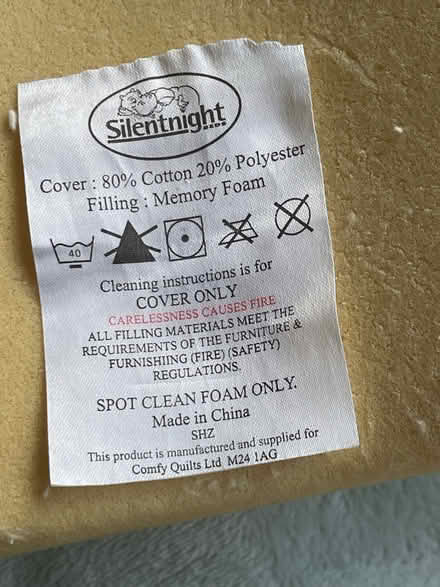 Silentnight
BEDS
Cover : 80% Cotton 20% Polyester
Filling : Memory Foam
40
Cleaning instructions is for
COVER ONLY
CARELESSNESS CAUSES FIRE
ALL FILLING MATERIALS MEET THE
REQUIREMENTS OF THE FURNITURE &
FURNISHIING (FIRE) (SAFETY)
REGULATIONS.
SPOT CLEAN FOAM ONLY.
Made in China
SHZ
This product is manufactured and supplied for
Comfy Quilts Ltd M24 1AG